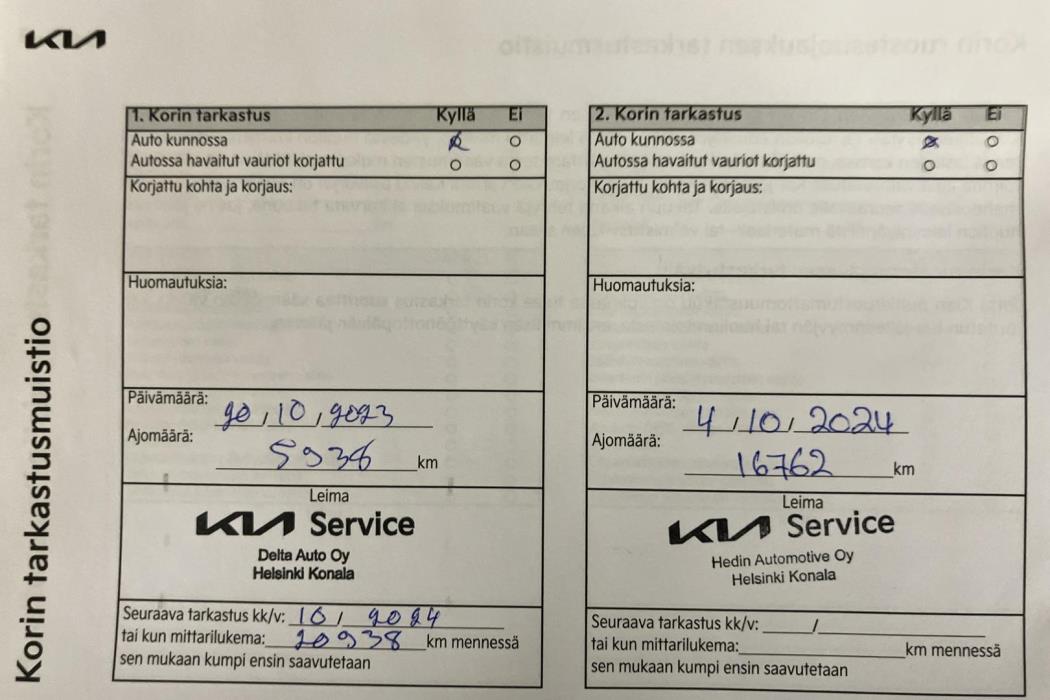 KIA
Korin tarkastusmuistio
1. Korin tarkastus Kyllä Ei
Auto kunnossa
Autossa havaitut vauriot korjattu
Korjattu kohta ja korjaus:
Huomautuksia:
Päivämäärä: 20 / 10 / 2023
Ajomäärä: 5938 km
Leima
KIA Service
Delta Auto Oy
Helsinki Konala
Seuraava tarkastus kk/v: 10 / 2024
tai kun mittarilukema: 20938 km mennessä
sen mukaan kumpi ensin saavutetaan
2. Korin tarkastus Kyllä Ei
Auto kunnossa
Autossa havaitut vauriot korjattu
Korjattu kohta ja korjaus:
Huomautuksia:
Päivämäärä: 4 / 10 / 2024
Ajomäärä: 16762 km
Leima
KIA Service
Hedin Automotive Oy
Helsinki Konala
Seuraava tarkastus kk/v: /
tai kun mittarilukema: km mennessä
sen mukaan kumpi ensin saavutetaan